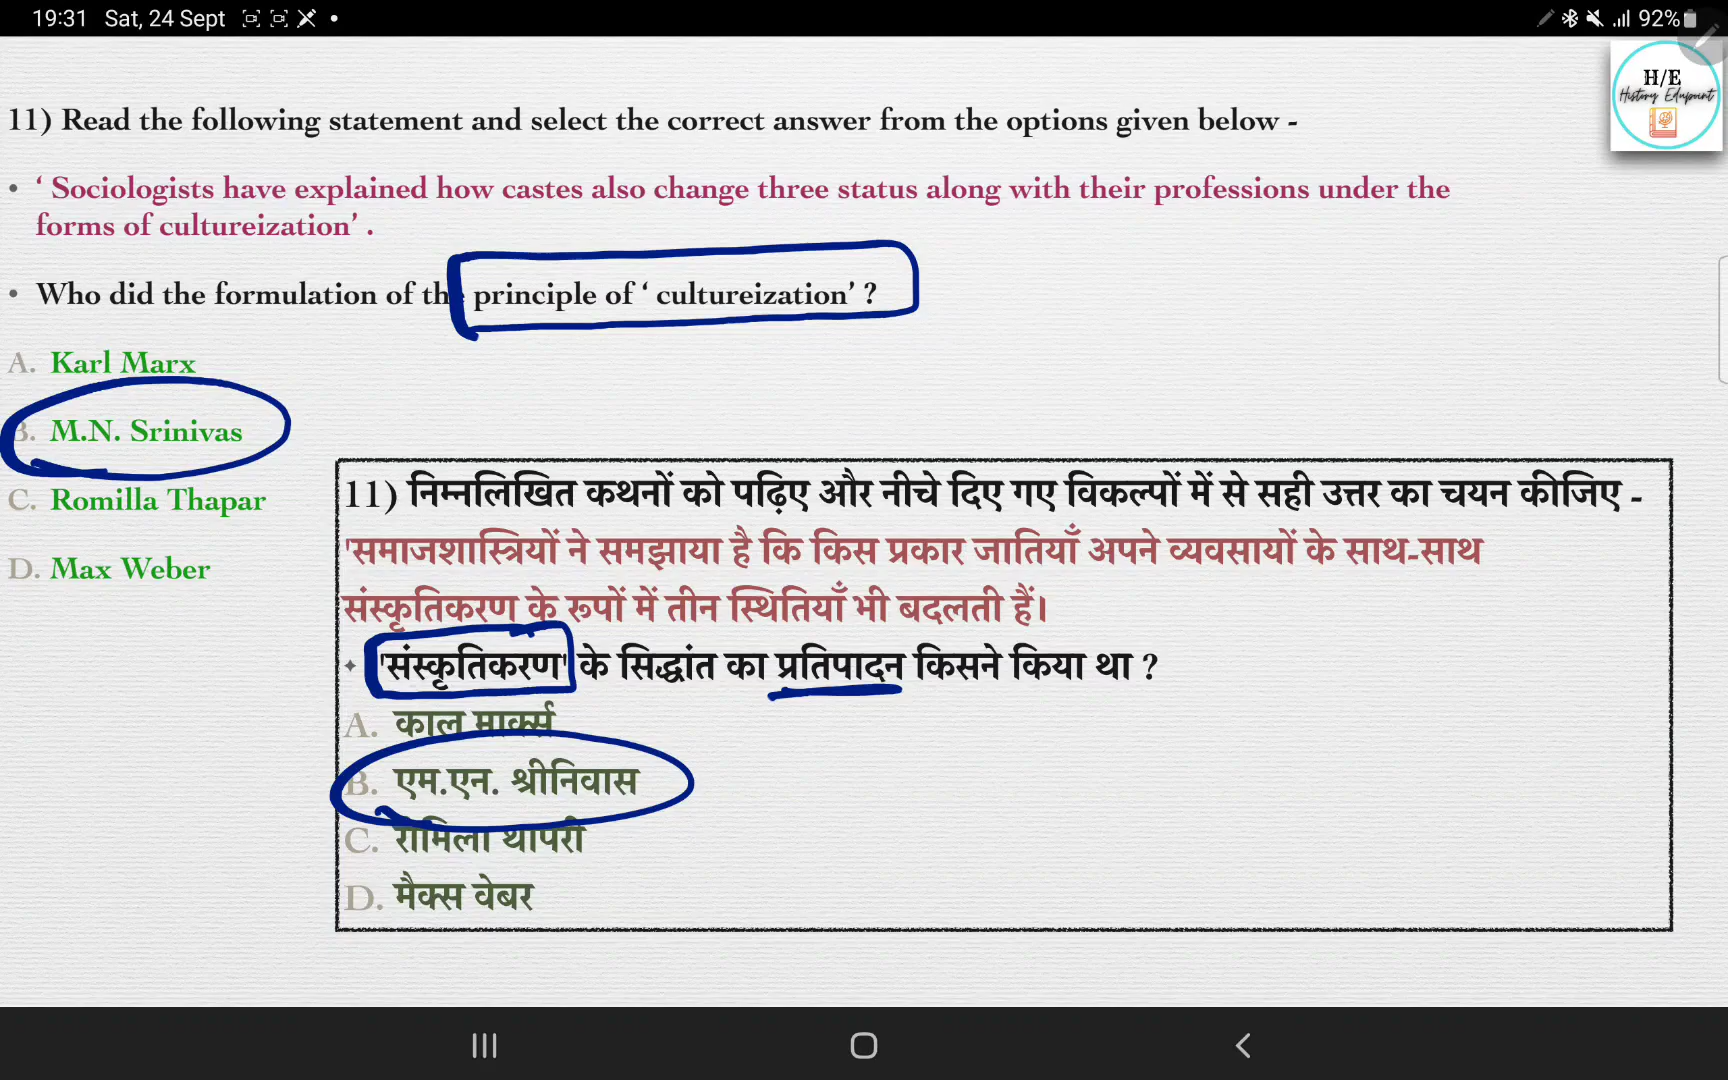 19:31 Sat, 24 Sept
92%
H/E
History Edupoint
11) Read the following statement and select the correct answer from the options given below -
• ‘ Sociologists have explained how castes also change three status along with their professions under the
forms of cultureization’ .
• Who did the formulation of the principle of ‘ cultureization’ ?
A. Karl Marx
B. M.N. Srinivas
C. Romilla Thapar
D. Max Weber
11) निम्नलिखित कथनों को पढ़िए और नीचे दिए गए विकल्पों में से सही उत्तर का चयन कीजिए -
'समाजशास्त्रियों ने समझाया है कि किस प्रकार जातियाँ अपने व्यवसायों के साथ-साथ
संस्कृतिकरण के रूपों में तीन स्थितियाँ भी बदलती हैं।
'संस्कृतिकरण' के सिद्धांत का प्रतिपादन किसने किया था ?
A. काल मार्क्स
B. एम.एन. श्रीनिवास
C. रोमिला थापरी
D. मैक्स वेबर